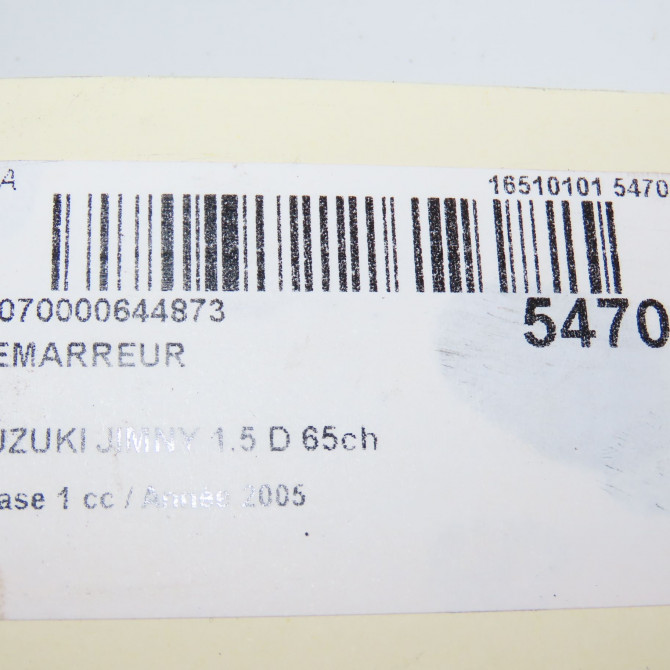 A 16510101 5470
070000644873 5470
EMARREUR
UZUKI JIMNY 1.5 D 65ch
ase 1 cc / Année 2005